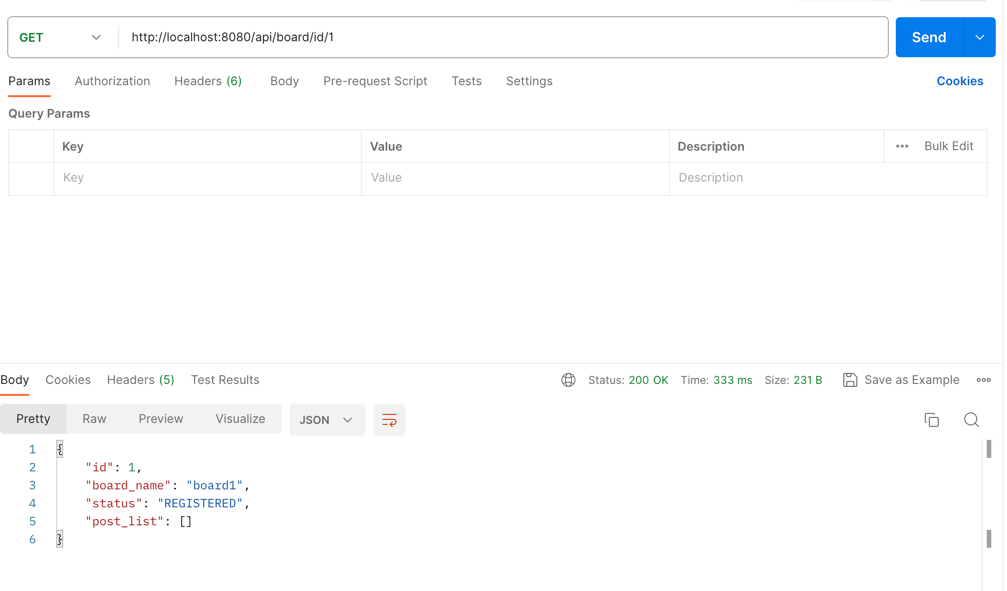 GET http://localhost:8080/api/board/id/1 Send
Params Authorization Headers (6) Body Pre-request Script Tests Settings Cookies
Query Params
Key Value Description ••• Bulk Edit
Key Value Description
Body Cookies Headers (5) Test Results Status: 200 OK Time: 333 ms Size: 231 B Save as Example •••
Pretty Raw Preview Visualize JSON
1 {
2 "id": 1,
3 "board_name": "board1",
4 "status": "REGISTERED",
5 "post_list": []
6 }